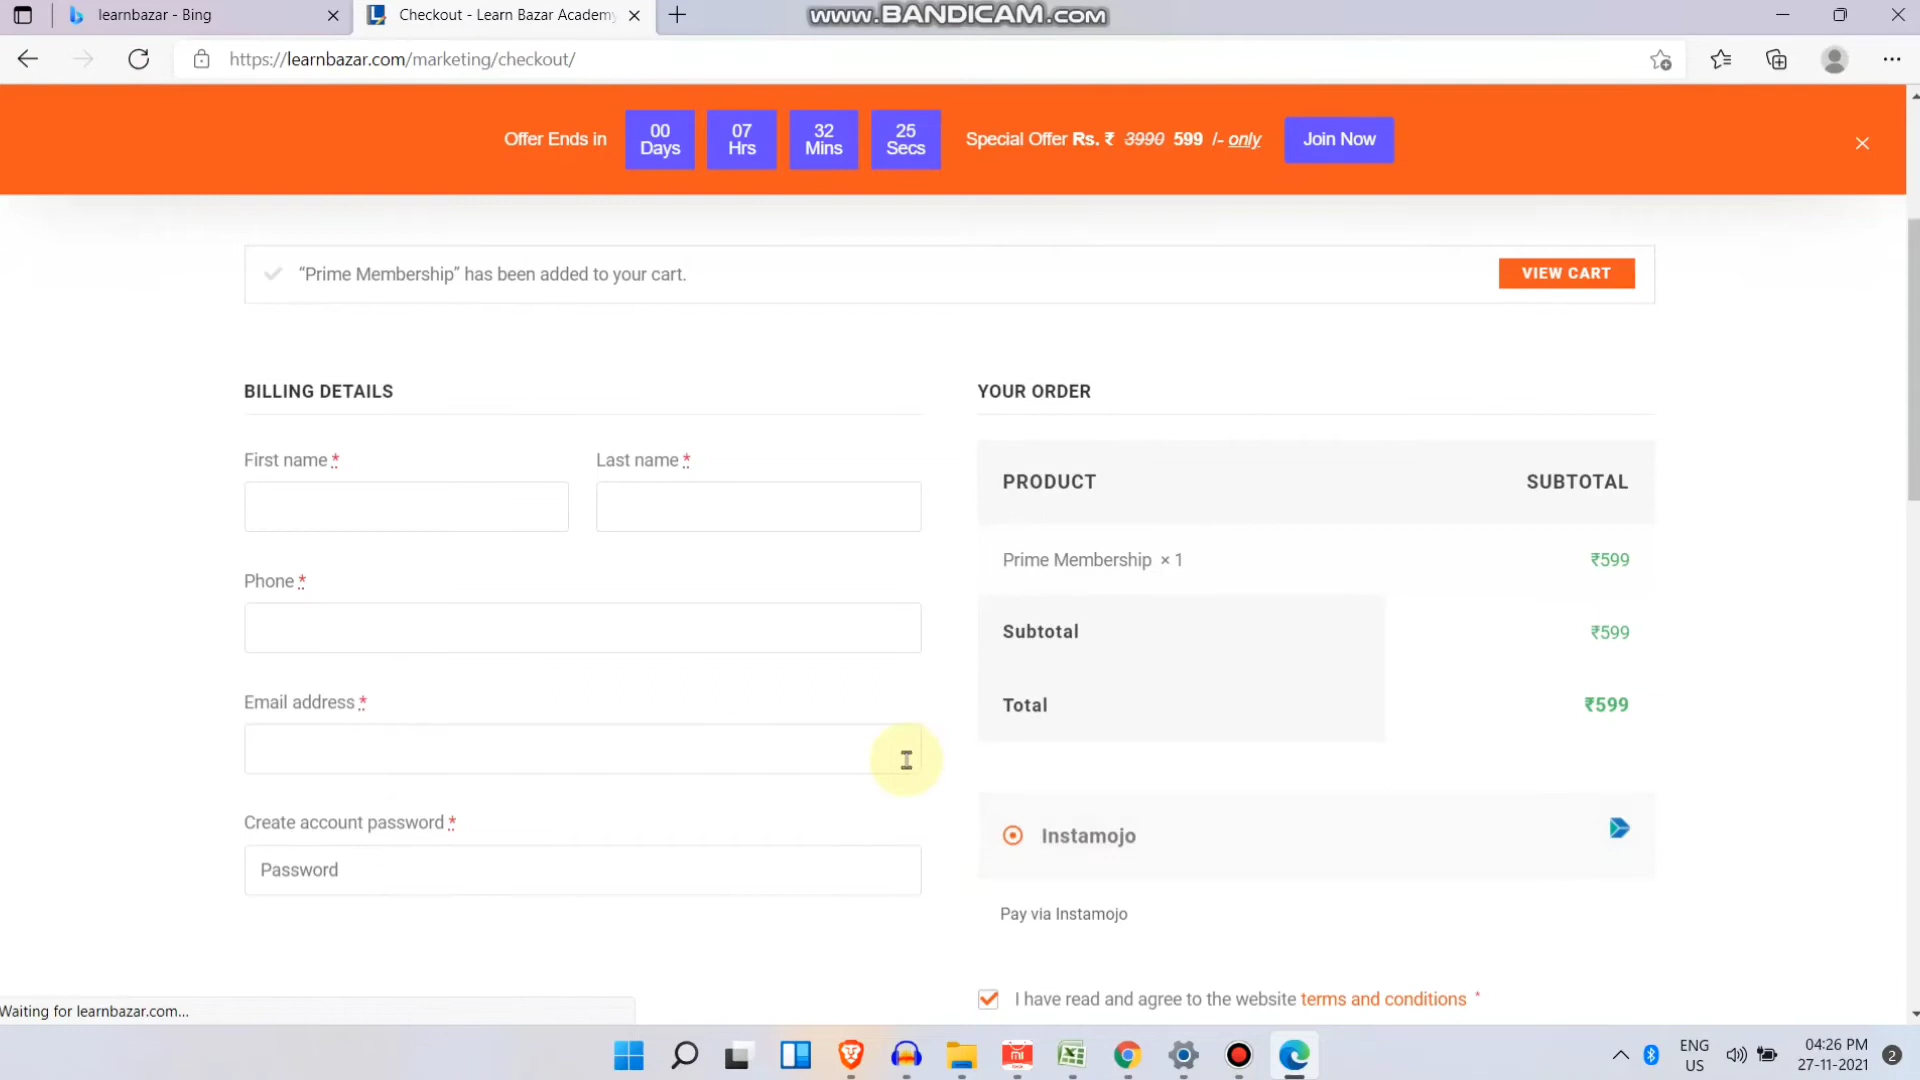 learnbazar - Bing
Checkout - Learn Bazar Academy
www.BANDICAM.com
https://learnbazar.com/marketing/checkout/
Offer Ends in
00 Days
07 Hrs
32 Mins
25 Secs
Special Offer Rs. ₹ 3990 599 /- only
Join Now
“Prime Membership” has been added to your cart.
VIEW CART
BILLING DETAILS
First name *
Last name *
Phone *
Email address *
Create account password *
Password
YOUR ORDER
PRODUCT SUBTOTAL
Prime Membership × 1 ₹599
Subtotal ₹599
Total ₹599
Instamojo
Pay via Instamojo
I have read and agree to the website terms and conditions *
Waiting for learnbazar.com...
ENG
US
04:26 PM
27-11-2021
2